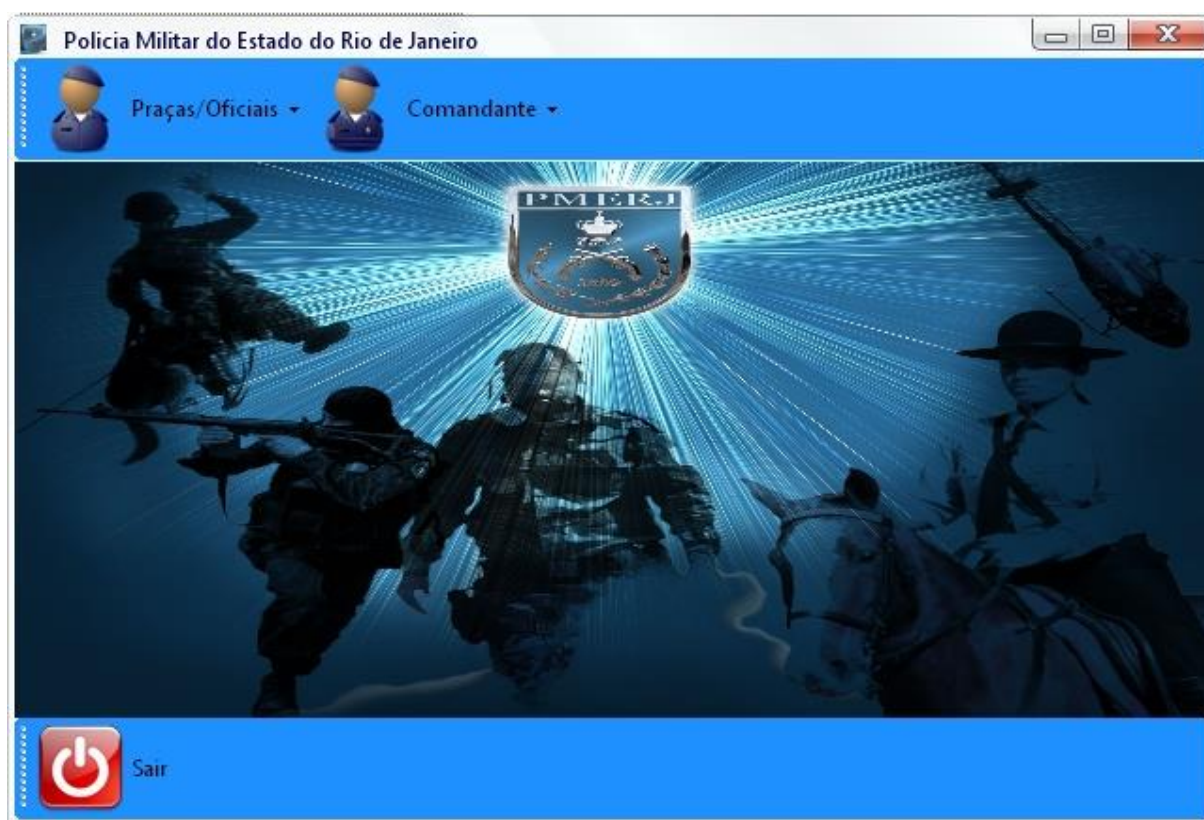 Policia Militar do Estado do Rio de Janeiro
Praças/Oficiais
Comandante
PMERJ
Sair